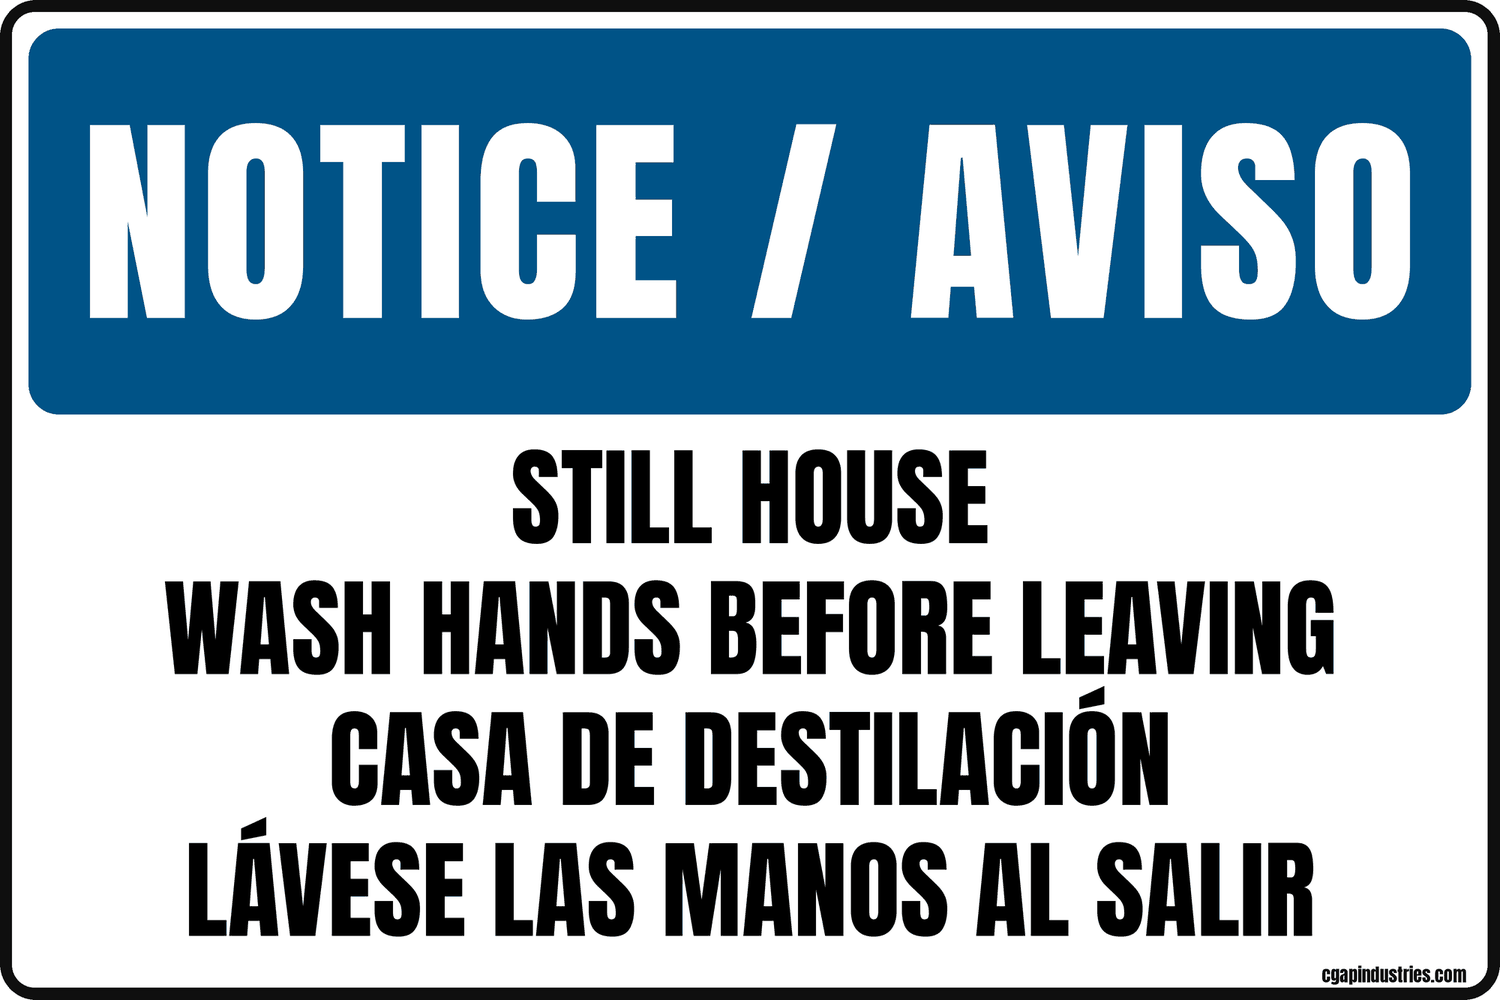 NOTICE / AVISO
STILL HOUSE
WASH HANDS BEFORE LEAVING
CASA DE DESTILACIÓN
LÁVESE LAS MANOS AL SALIR
cgapindustries.com